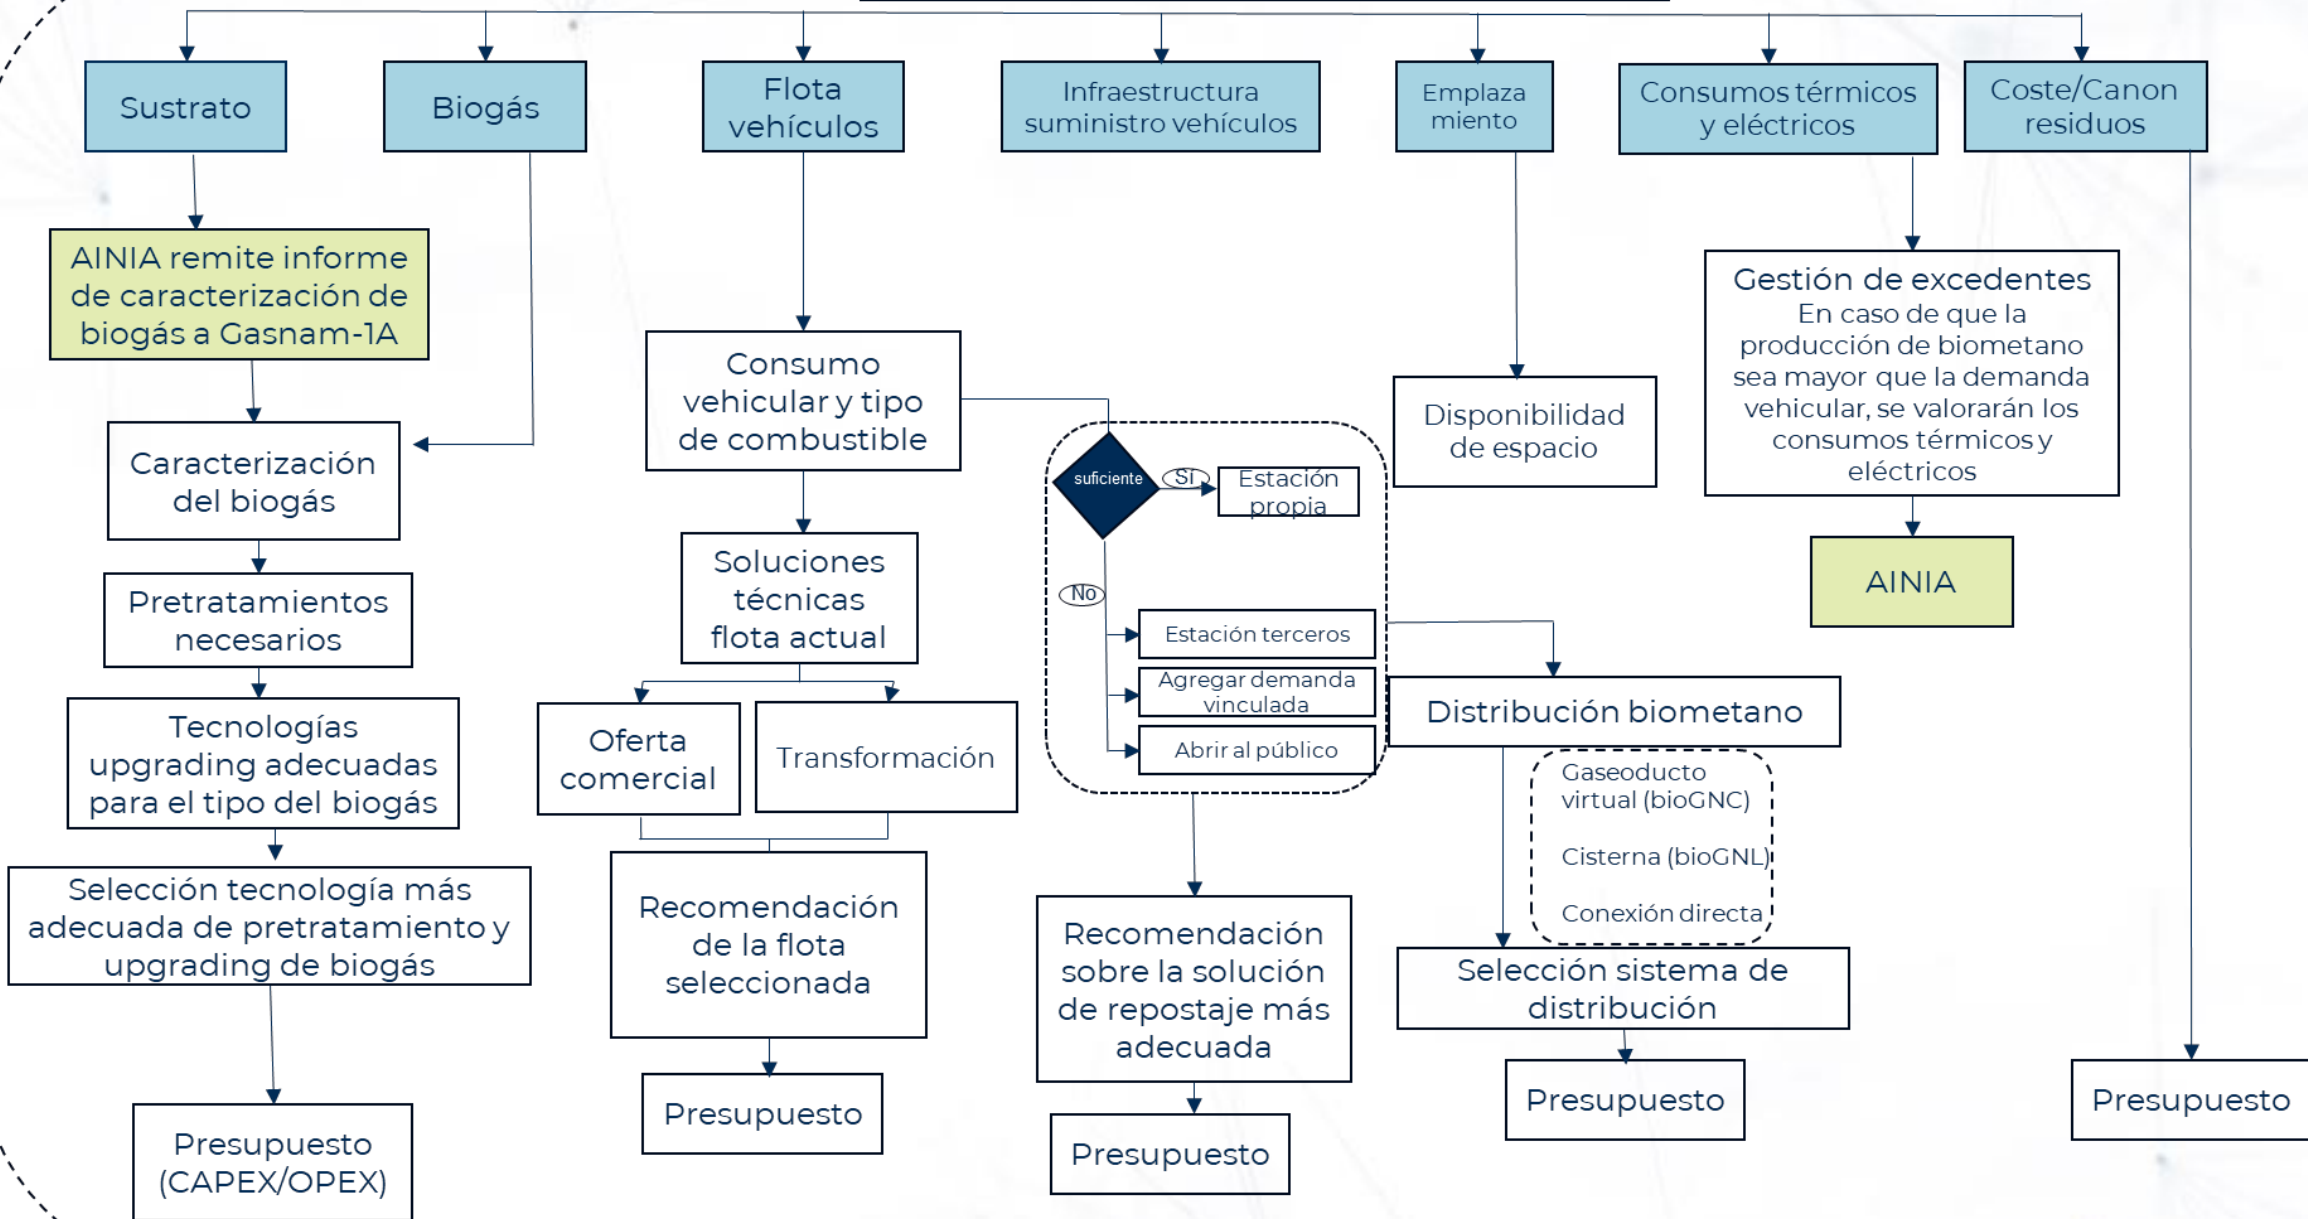 Sustrato
Biogás
Flota
vehículos
Infraestructura
suministro vehículos
Emplaza
miento
Consumos térmicos
y eléctricos
Coste/Canon
residuos
AINIA remite informe
de caracterización de
biogás a Gasnam-1A
Caracterización
del biogás
Pretratamientos
necesarios
Tecnologías
upgrading adecuadas
para el tipo del biogás
Selección tecnología más
adecuada de pretratamiento y
upgrading de biogás
Presupuesto
(CAPEX/OPEX)
Consumo
vehicular y tipo
de combustible
Soluciones
técnicas
flota actual
Oferta
comercial
Transformación
Recomendación
de la flota
seleccionada
Presupuesto
suficiente
Sí
Estación
propia
No
Estación terceros
Agregar demanda
vinculada
Abrir al público
Recomendación
sobre la solución
de repostaje más
adecuada
Presupuesto
Disponibilidad
de espacio
Distribución biometano
Gaseoducto
virtual (bioGNC)
Cisterna (bioGNL)
Conexión directa
Selección sistema de
distribución
Presupuesto
Gestión de excedentes
En caso de que la
producción de biometano
sea mayor que la demanda
vehicular, se valorarán los
consumos térmicos y
eléctricos
AINIA
Presupuesto